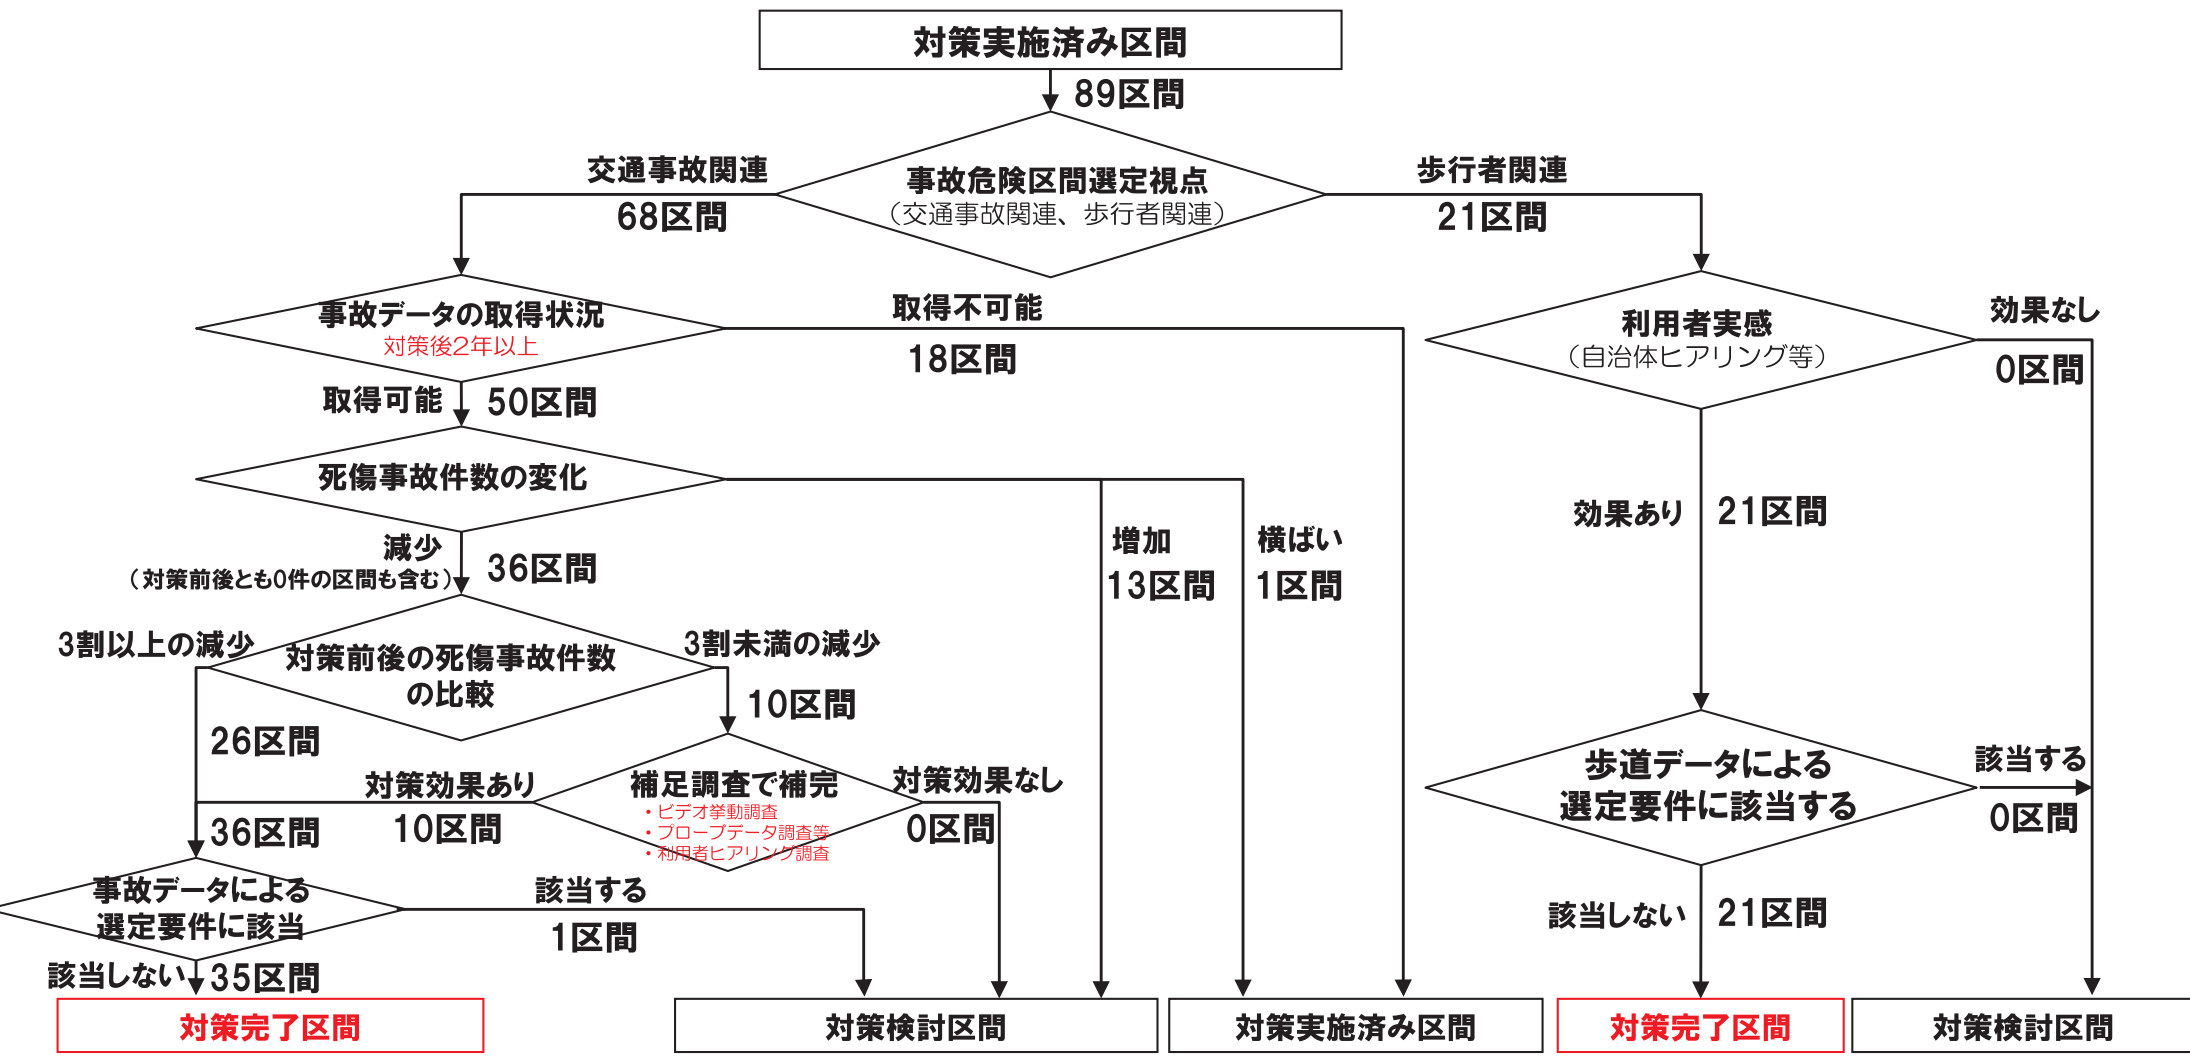 対策実施済み区間
89区間
交通事故関連
68区間
事故危険区間選定視点
（交通事故関連、歩行者関連）
歩行者関連
21区間
事故データの取得状況
対策後2年以上
取得不可能
18区間
利用者実感
（自治体ヒアリング等）
効果なし
0区間
取得可能
50区間
死傷事故件数の変化
増加
13区間
横ばい
1区間
効果あり
21区間
減少
（対策前後とも0件の区間も含む）
36区間
3割以上の減少
対策前後の死傷事故件数
の比較
3割未満の減少
26区間
10区間
対策効果あり
10区間
36区間
補足調査で補完
・ビデオ挙動調査
・プローブデータ調査等
・利用者ヒアリング調査
対策効果なし
0区間
歩道データによる
選定要件に該当する
該当する
0区間
事故データによる
選定要件に該当
該当する
1区間
該当しない
35区間
該当しない
21区間
対策完了区間
対策検討区間
対策実施済み区間
対策完了区間
対策検討区間